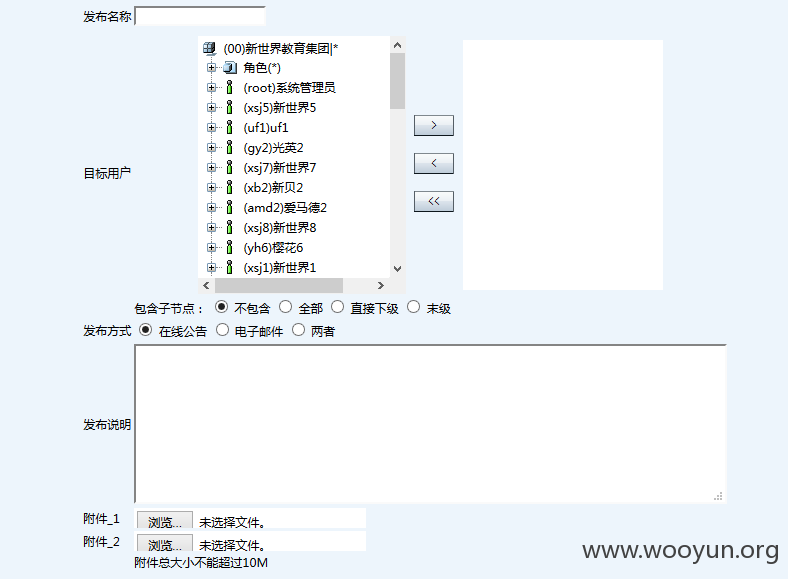 发布名称
(00)新世界教育集团|*
角色(*)
(root)系统管理员
(xsj5)新世界5
(uf1)uf1
(gy2)光英2
(xsj7)新世界7
(xb2)新贝2
(amd2)爱马德2
(xsj8)新世界8
(yh6)樱花6
(xsj1)新世界1
目标用户
>
<
<<
包含子节点： 不包含 全部 直接下级 末级
发布方式 在线公告 电子邮件 两者
发布说明
附件_1 浏览... 未选择文件。
附件_2 浏览... 未选择文件。
附件总大小不能超过10M
www.wooyun.org